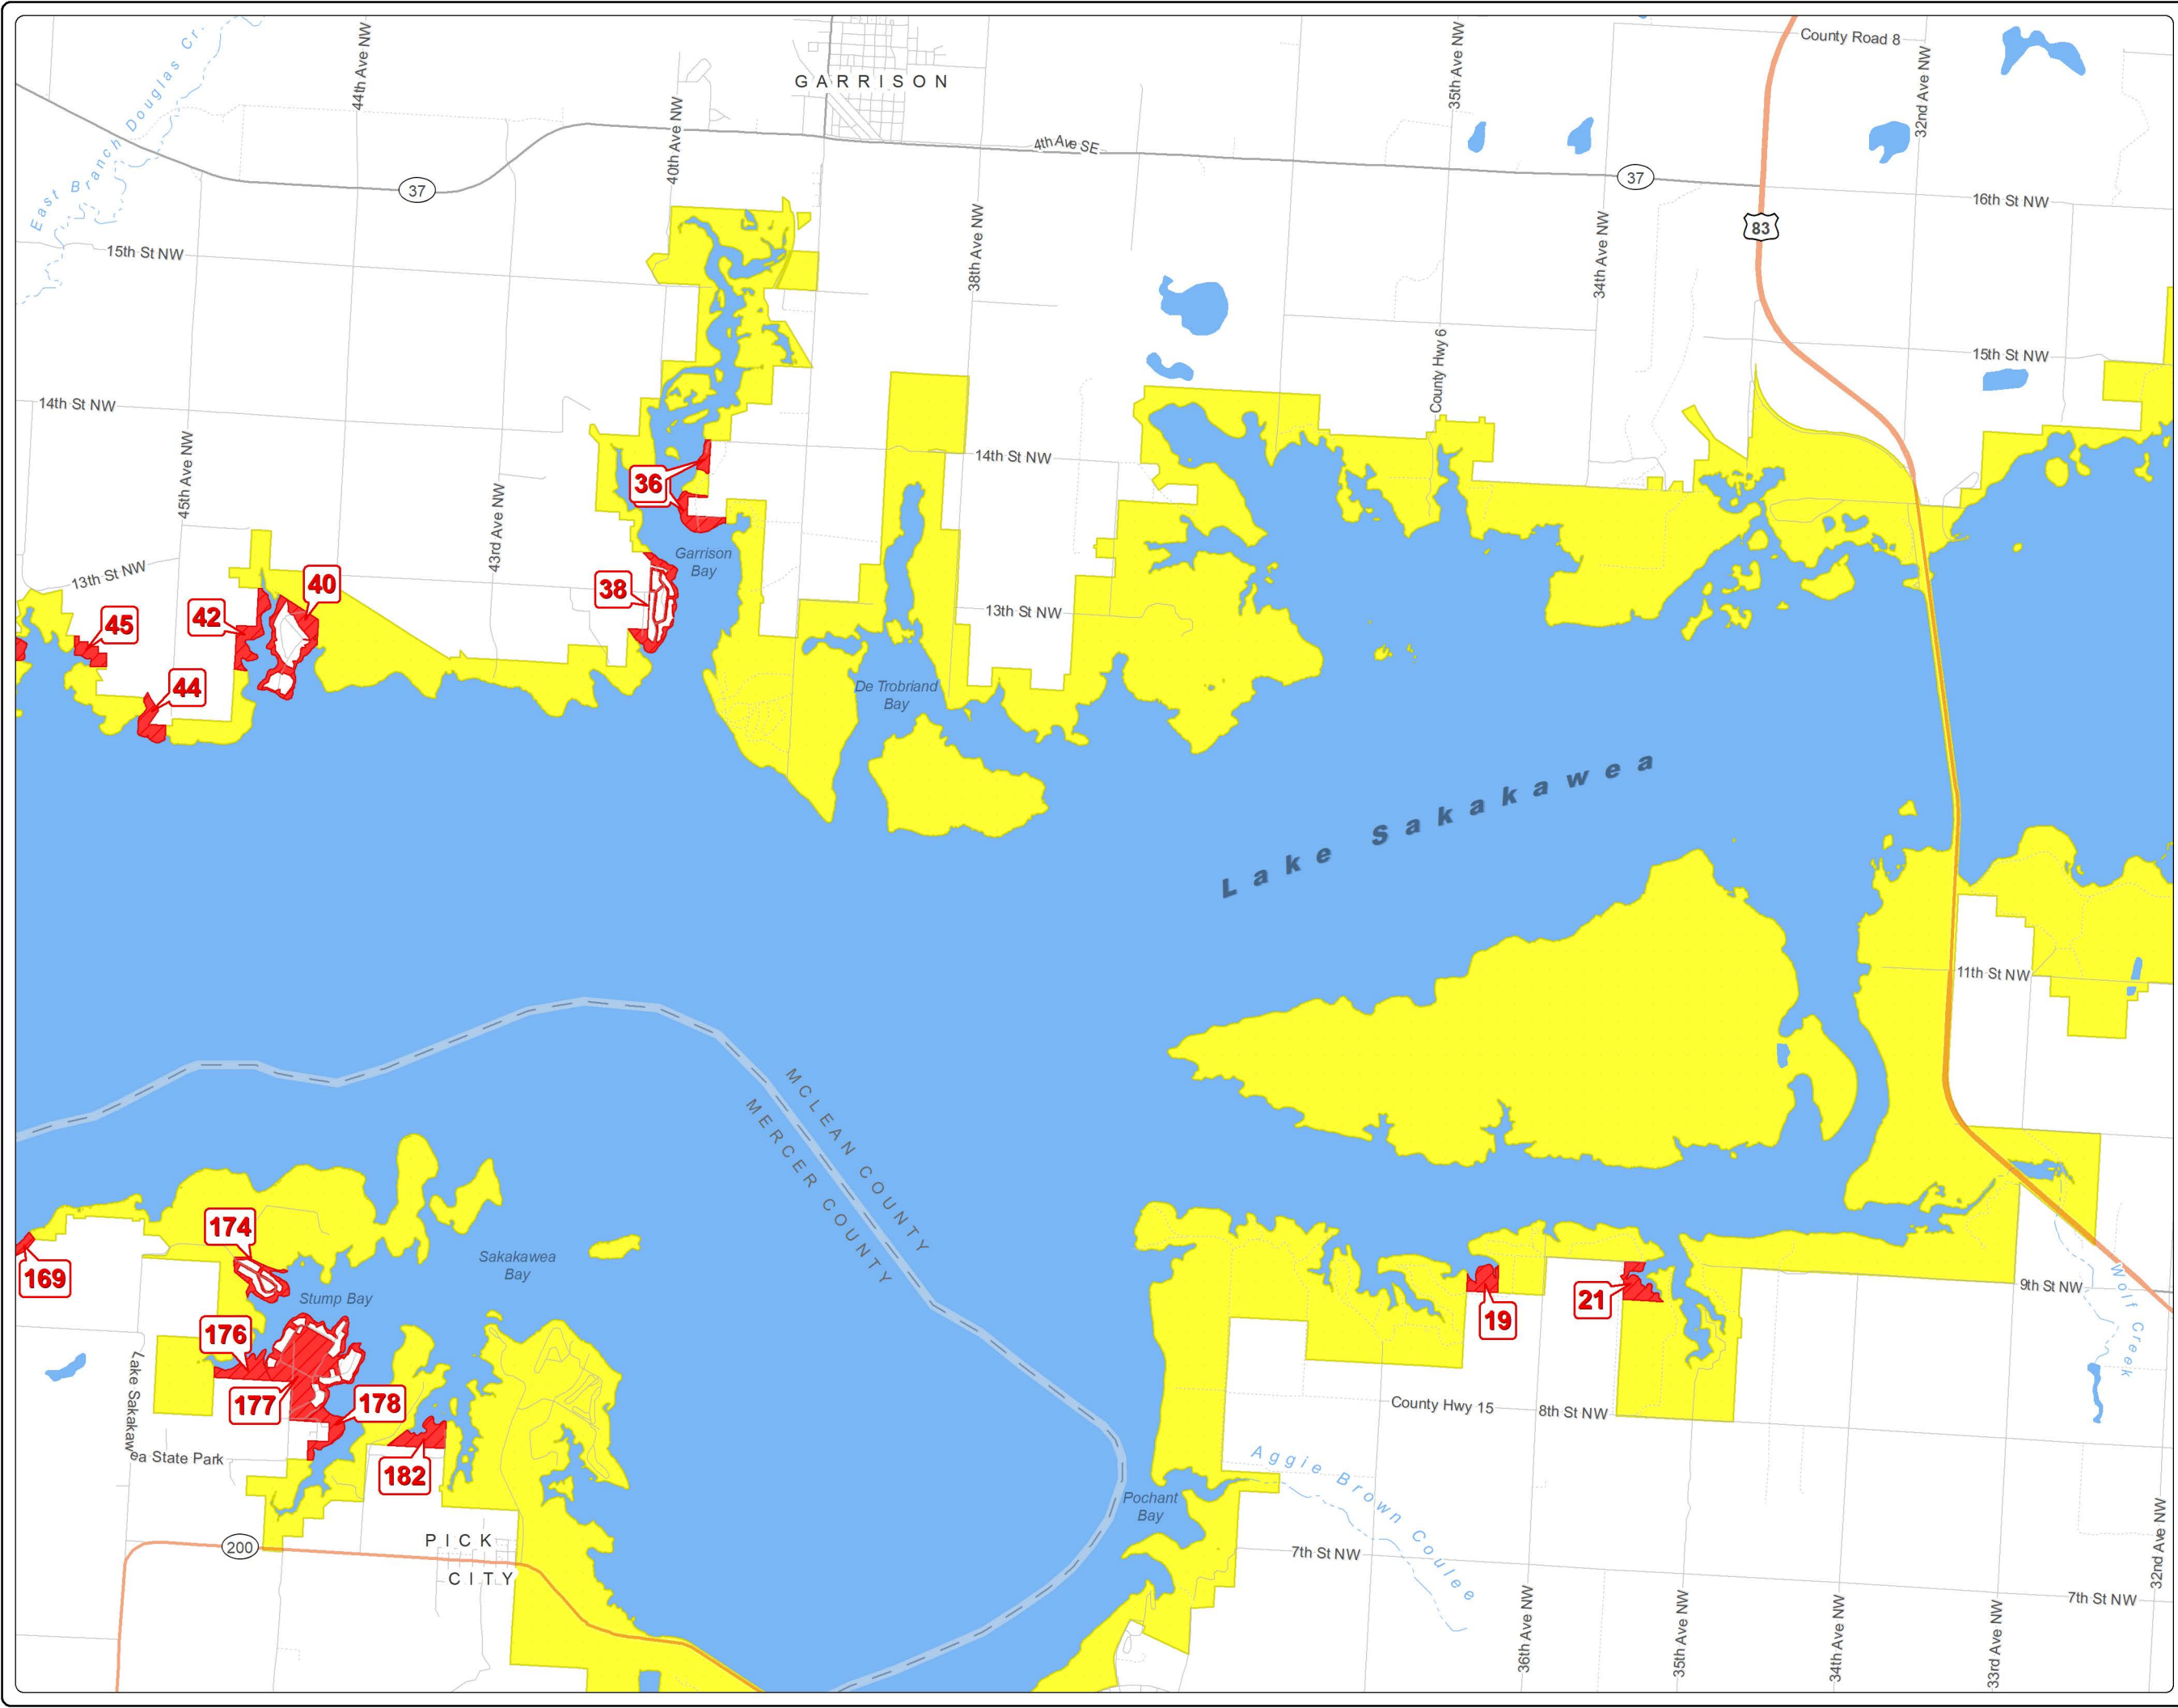 East Branch Douglas Cr.
44th Ave NW
40th Ave NW
GARRISON
4th Ave SE
35th Ave NW
County Road 8
32nd Ave NW
37
37
83
16th St NW
15th St NW
38th Ave NW
34th Ave NW
15th St NW
14th St NW
County Hwy 6
45th Ave NW
43rd Ave NW
36
14th St NW
Garrison
Bay
13th St NW
40
38
42
45
13th St NW
44
De Trobriand
Bay
Lake Sakakawea
11th St NW
MCLEAN COUNTY
MERCER COUNTY
174
169
Sakakawea
Bay
Stump Bay
176
177
178
182
19
21
9th St NW
Wolf Creek
Lake Sakakawea State Park
County Hwy 15
8th St NW
Aggie Brown Coulee
Pochant
Bay
200
PICK
CITY
7th St NW
36th Ave NW
35th Ave NW
34th Ave NW
33rd Ave NW
32nd Ave NW
7th St NW